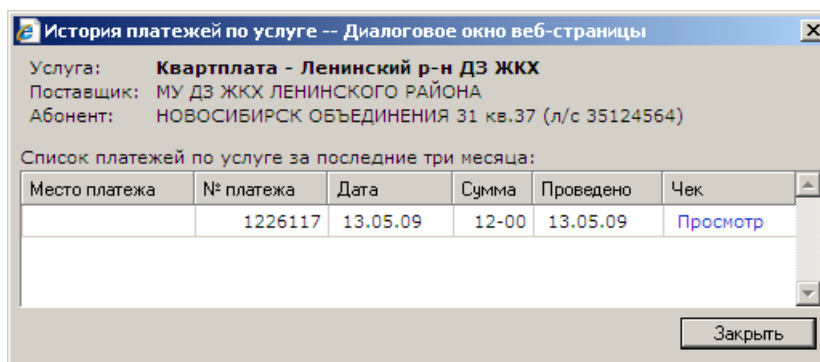 История платежей по услуге -- Диалоговое окно веб-страницы
Услуга: Квартплата - Ленинский р-н ДЗ ЖКХ
Поставщик: МУ ДЗ ЖКХ ЛЕНИНСКОГО РАЙОНА
Абонент: НОВОСИБИРСК ОБЪЕДИНЕНИЯ 31 кв.37 (л/с 35124564)
Список платежей по услуге за последние три месяца:
Место платежа № платежа Дата Сумма Проведено Чек
1226117 13.05.09 12-00 13.05.09 Просмотр
Закрыть